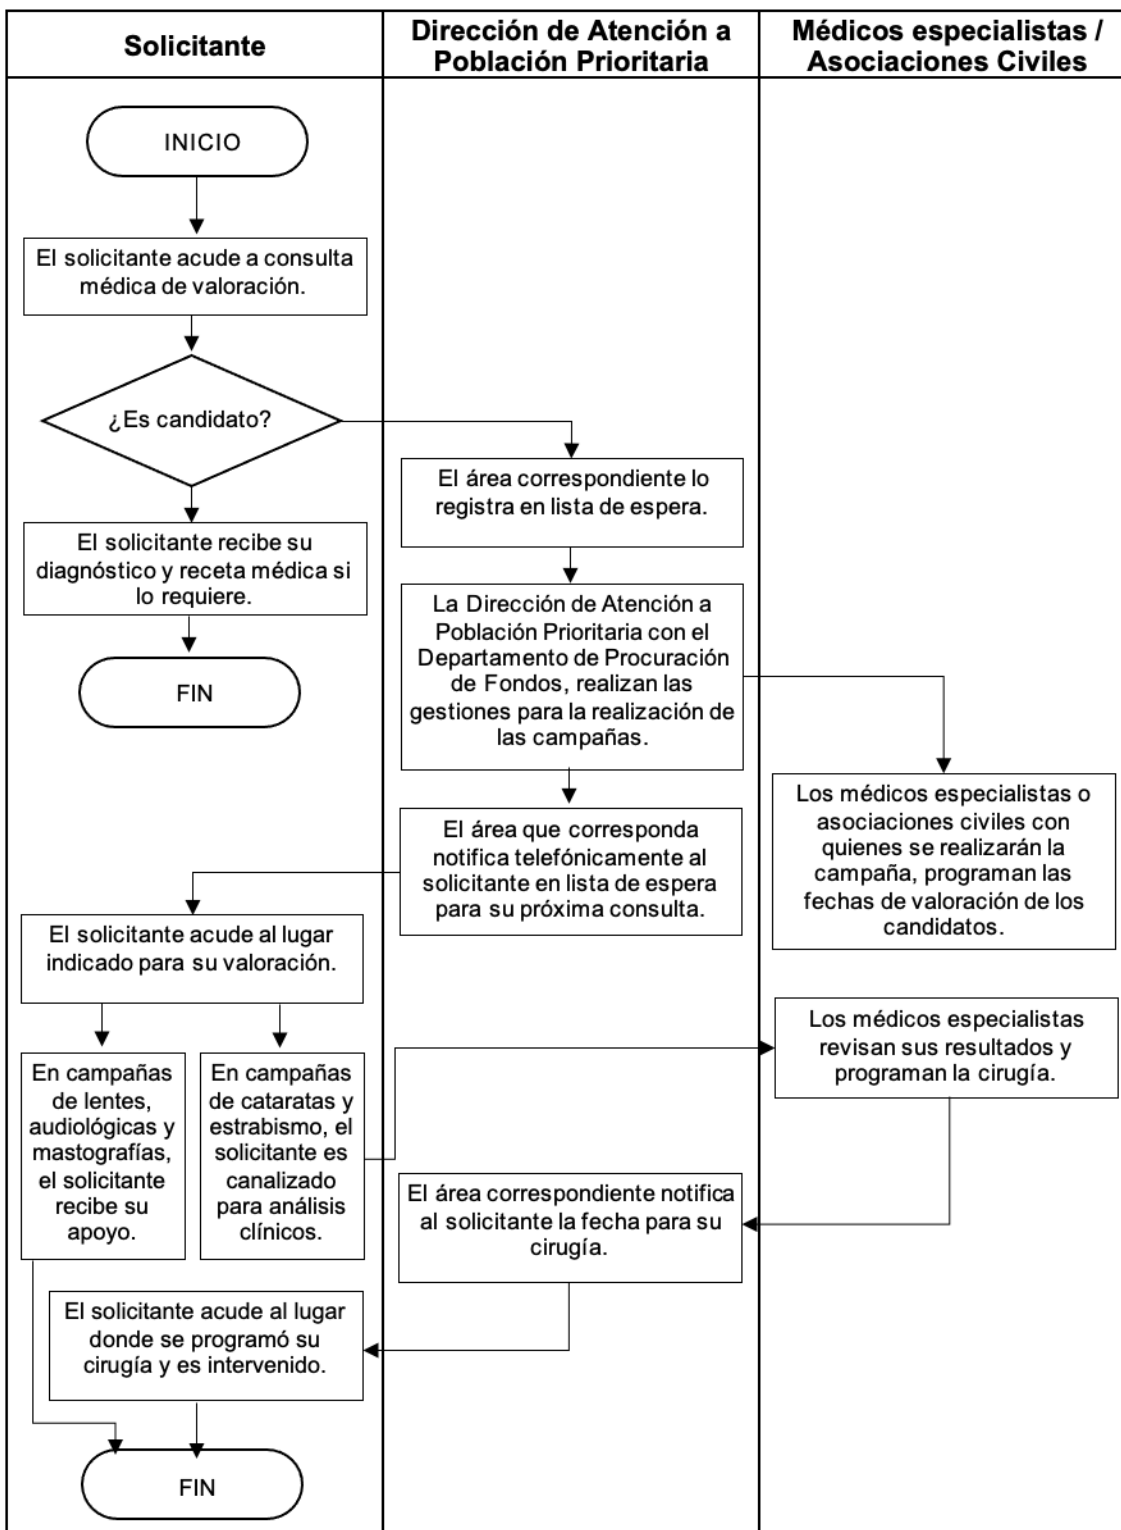 Solicitante
Dirección de Atención a
Población Prioritaria
Médicos especialistas /
Asociaciones Civiles
INICIO
El solicitante acude a consulta
médica de valoración.
¿Es candidato?
El solicitante recibe su
diagnóstico y receta médica si
lo requiere.
FIN
El área correspondiente lo
registra en lista de espera.
La Dirección de Atención a
Población Prioritaria con el
Departamento de Procuración
de Fondos, realizan las
gestiones para la realización de
las campañas.
Los médicos especialistas o
asociaciones civiles con
quienes se realizarán la
campaña, programan las
fechas de valoración de los
candidatos.
El área que corresponda
notifica telefónicamente al
solicitante en lista de espera
para su próxima consulta.
El solicitante acude al lugar
indicado para su valoración.
En campañas
de lentes,
audiológicas y
mastografías,
el solicitante
recibe su
apoyo.
En campañas
de cataratas y
estrabismo, el
solicitante es
canalizado
para análisis
clínicos.
Los médicos especialistas
revisan sus resultados y
programan la cirugía.
El área correspondiente notifica
al solicitante la fecha para su
cirugía.
El solicitante acude al lugar
donde se programó su
cirugía y es intervenido.
FIN